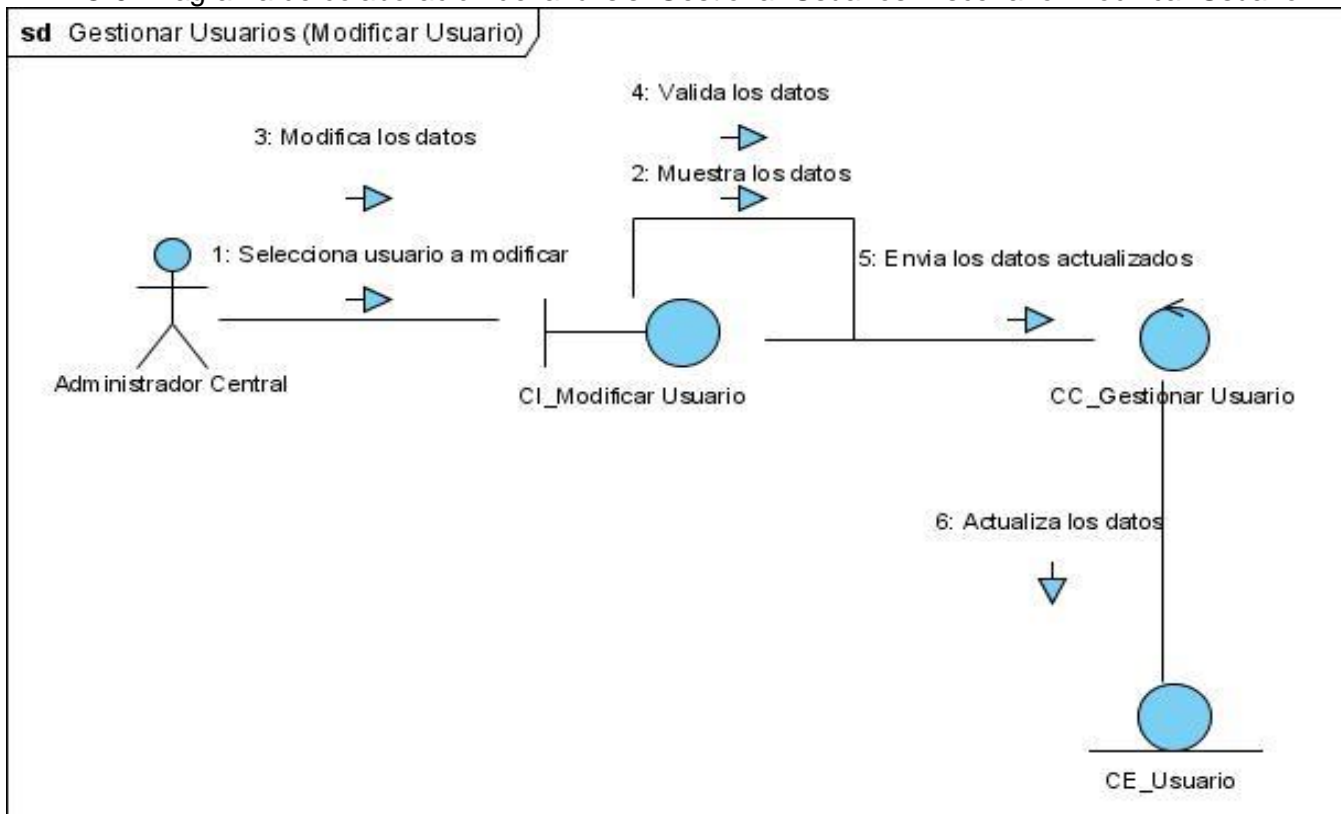 sd Gestionar Usuarios (Modificar Usuario)
4: Valida los datos
3: Modifica los datos
2: Muestra los datos
1: Selecciona usuario a modificar
5: Envia los datos actualizados
Administrador Central
CI_Modificar Usuario
CC_Gestionar Usuario
6: Actualiza los datos
CE_Usuario